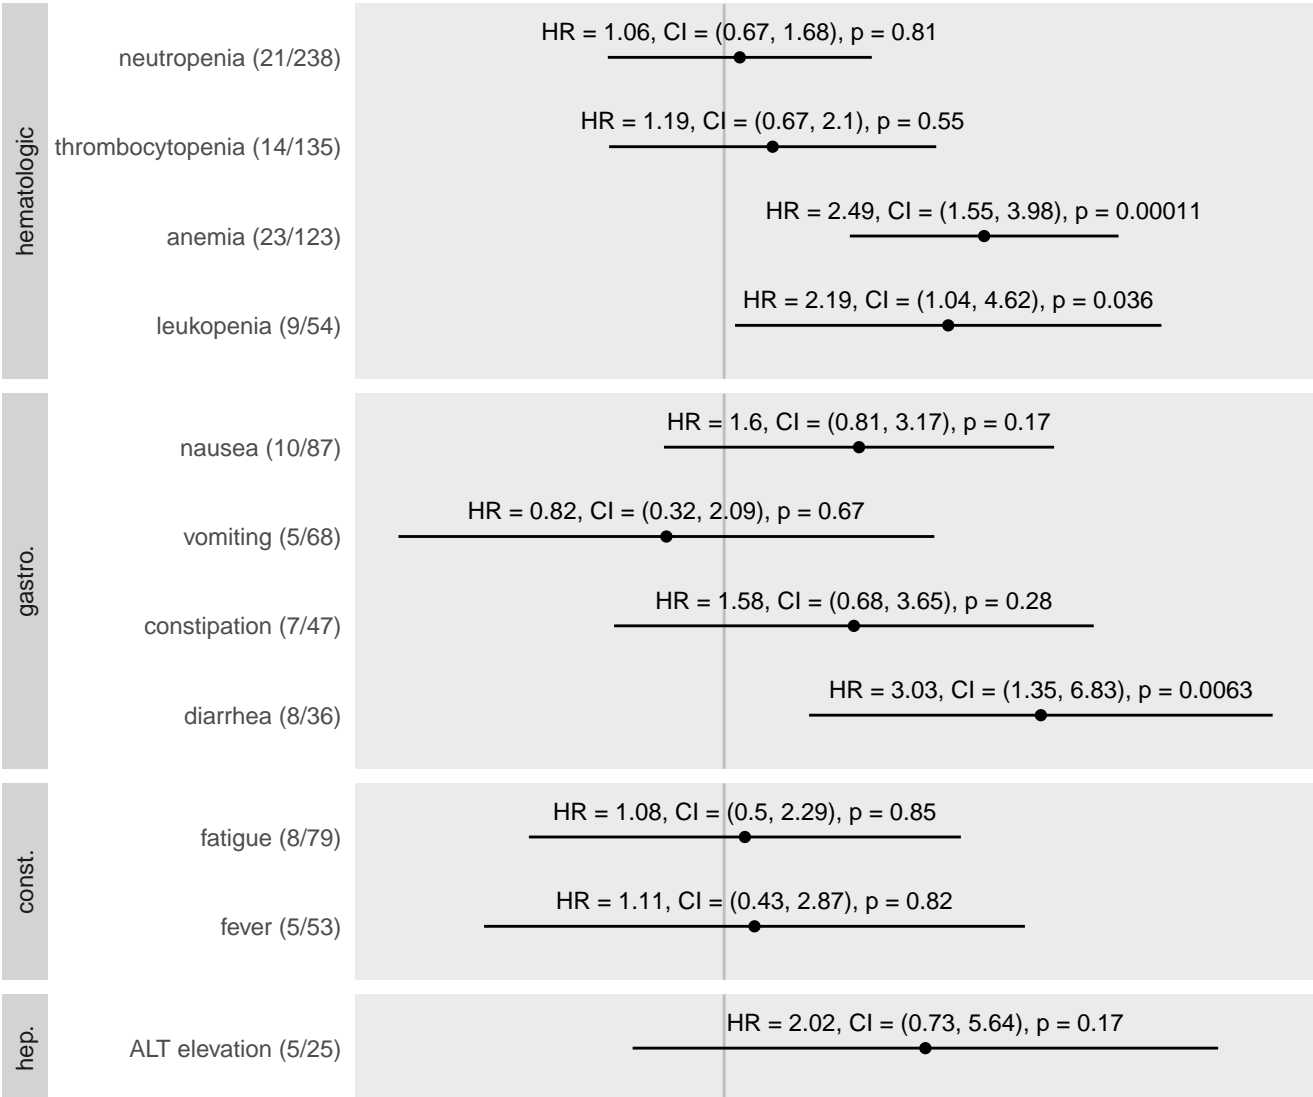 hematologic
neutropenia (21/238)
HR = 1.06, CI = (0.67, 1.68), p = 0.81
thrombocytopenia (14/135)
HR = 1.19, CI = (0.67, 2.1), p = 0.55
anemia (23/123)
HR = 2.49, CI = (1.55, 3.98), p = 0.00011
leukopenia (9/54)
HR = 2.19, CI = (1.04, 4.62), p = 0.036
gastro.
nausea (10/87)
HR = 1.6, CI = (0.81, 3.17), p = 0.17
vomiting (5/68)
HR = 0.82, CI = (0.32, 2.09), p = 0.67
constipation (7/47)
HR = 1.58, CI = (0.68, 3.65), p = 0.28
diarrhea (8/36)
HR = 3.03, CI = (1.35, 6.83), p = 0.0063
const.
fatigue (8/79)
HR = 1.08, CI = (0.5, 2.29), p = 0.85
fever (5/53)
HR = 1.11, CI = (0.43, 2.87), p = 0.82
hep.
ALT elevation (5/25)
HR = 2.02, CI = (0.73, 5.64), p = 0.17